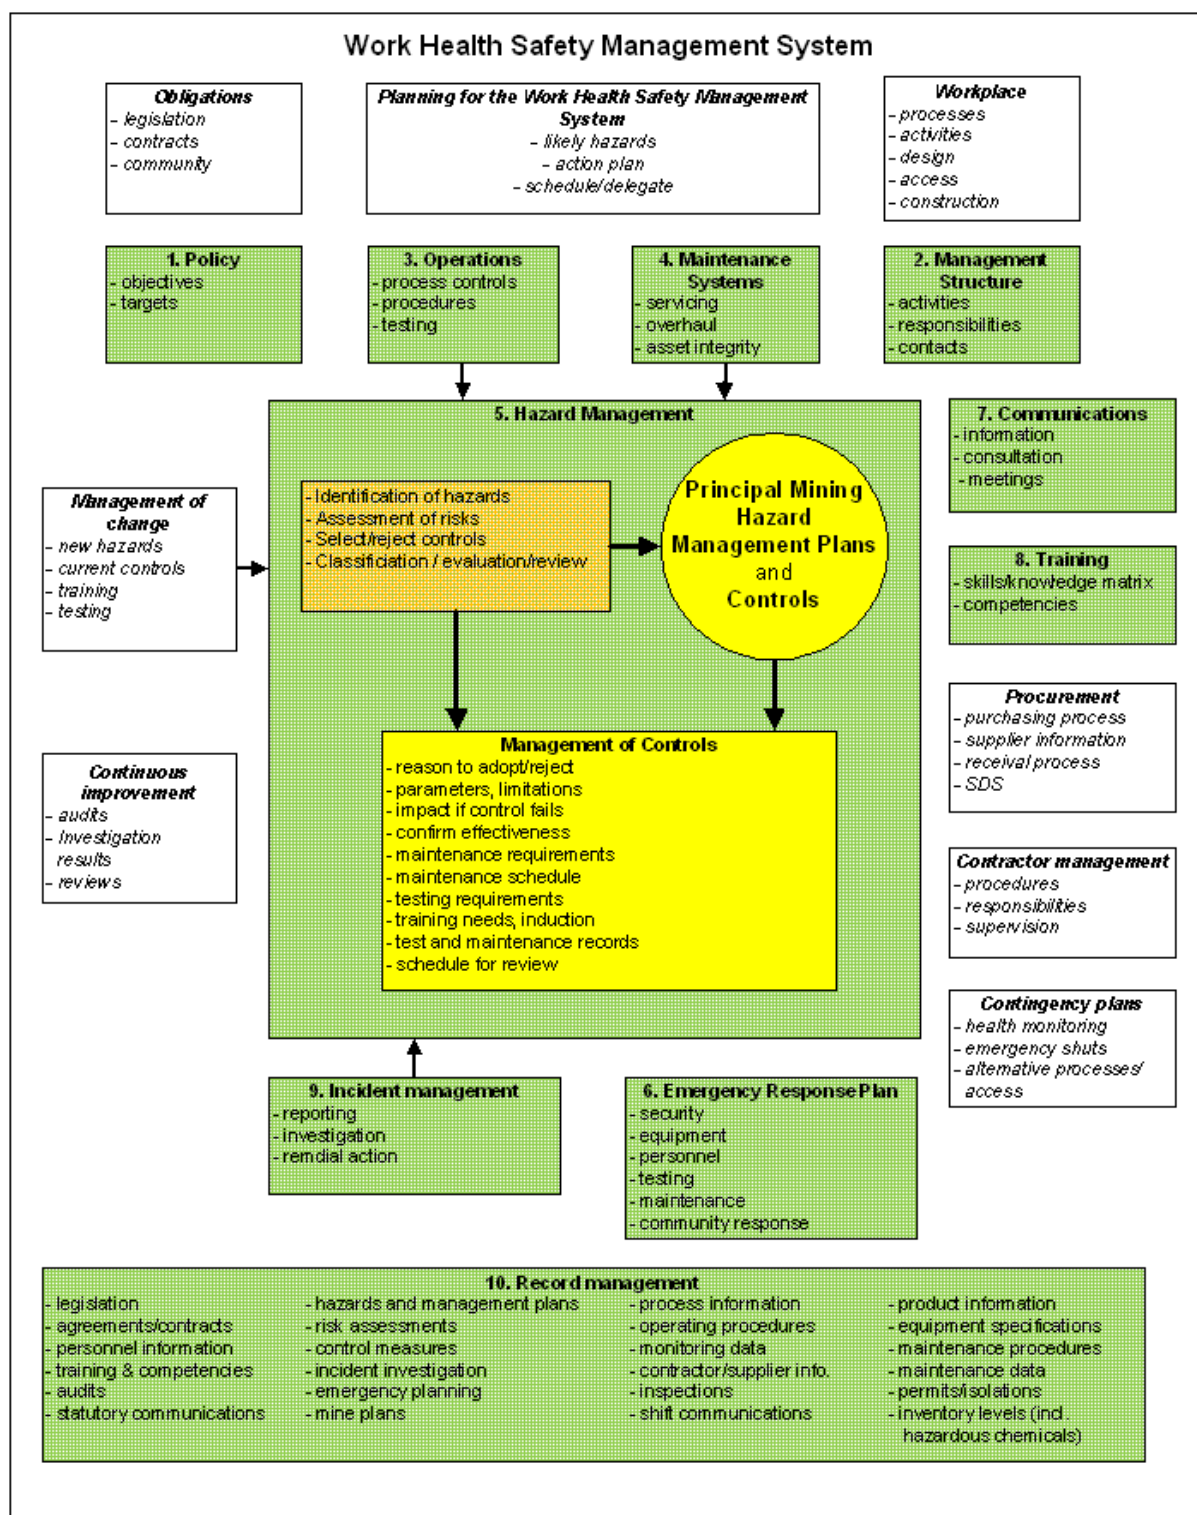 Work Health Safety Management System
Obligations
– legislation
– contracts
– community
Planning for the Work Health Safety Management
System
– likely hazards
– action plan
– schedule/delegate
Workplace
– processes
– activities
– design
– access
– construction
1. Policy
- objectives
- targets
3. Operations
- process controls
- procedures
- testing
4. Maintenance
Systems
- servicing
- overhaul
- asset integrity
2. Management
Structure
- activities
- responsibilities
- contacts
5. Hazard Management
- Identification of hazards
- Assessment of risks
- Select/reject controls
- Classificiation / evaluation/review
Principal Mining
Hazard
Management Plans
and
Controls
7. Communications
- information
- consultation
- meetings
Management of
change
– new hazards
– current controls
– training
– testing
8. Training
- skills/knowledge matrix
- competencies
Procurement
– purchasing process
– supplier information
– receival process
– SDS
Management of Controls
- reason to adopt/reject
- parameters, limitations
- impact if control fails
- confirm effectiveness
- maintenance requirements
- maintenance schedule
- testing requirements
- training needs, induction
- test and maintenance records
- schedule for review
Continuous
improvement
– audits
– Investigation
results
– reviews
Contractor management
– procedures
– responsibilities
– supervision
Contingency plans
– health monitoring
– emergency shuts
– alternative processes/
access
9. Incident management
- reporting
- investigation
- remdial action
6. Emergency Response Plan
- security
- equipment
- personnel
- testing
- maintenance
- community response
10. Record management
- legislation
- agreements/contracts
- personnel information
- training & competencies
- audits
- statutory communications
- hazards and management plans
- risk assessments
- control measures
- incident investigation
- emergency planning
- mine plans
- process information
- operating procedures
- monitoring data
- contractor/supplier info.
- inspections
- shift communications
- product information
- equipment specifications
- maintenance procedures
- maintenance data
- permits/isolations
- inventory levels (incl.
hazardous chemicals)